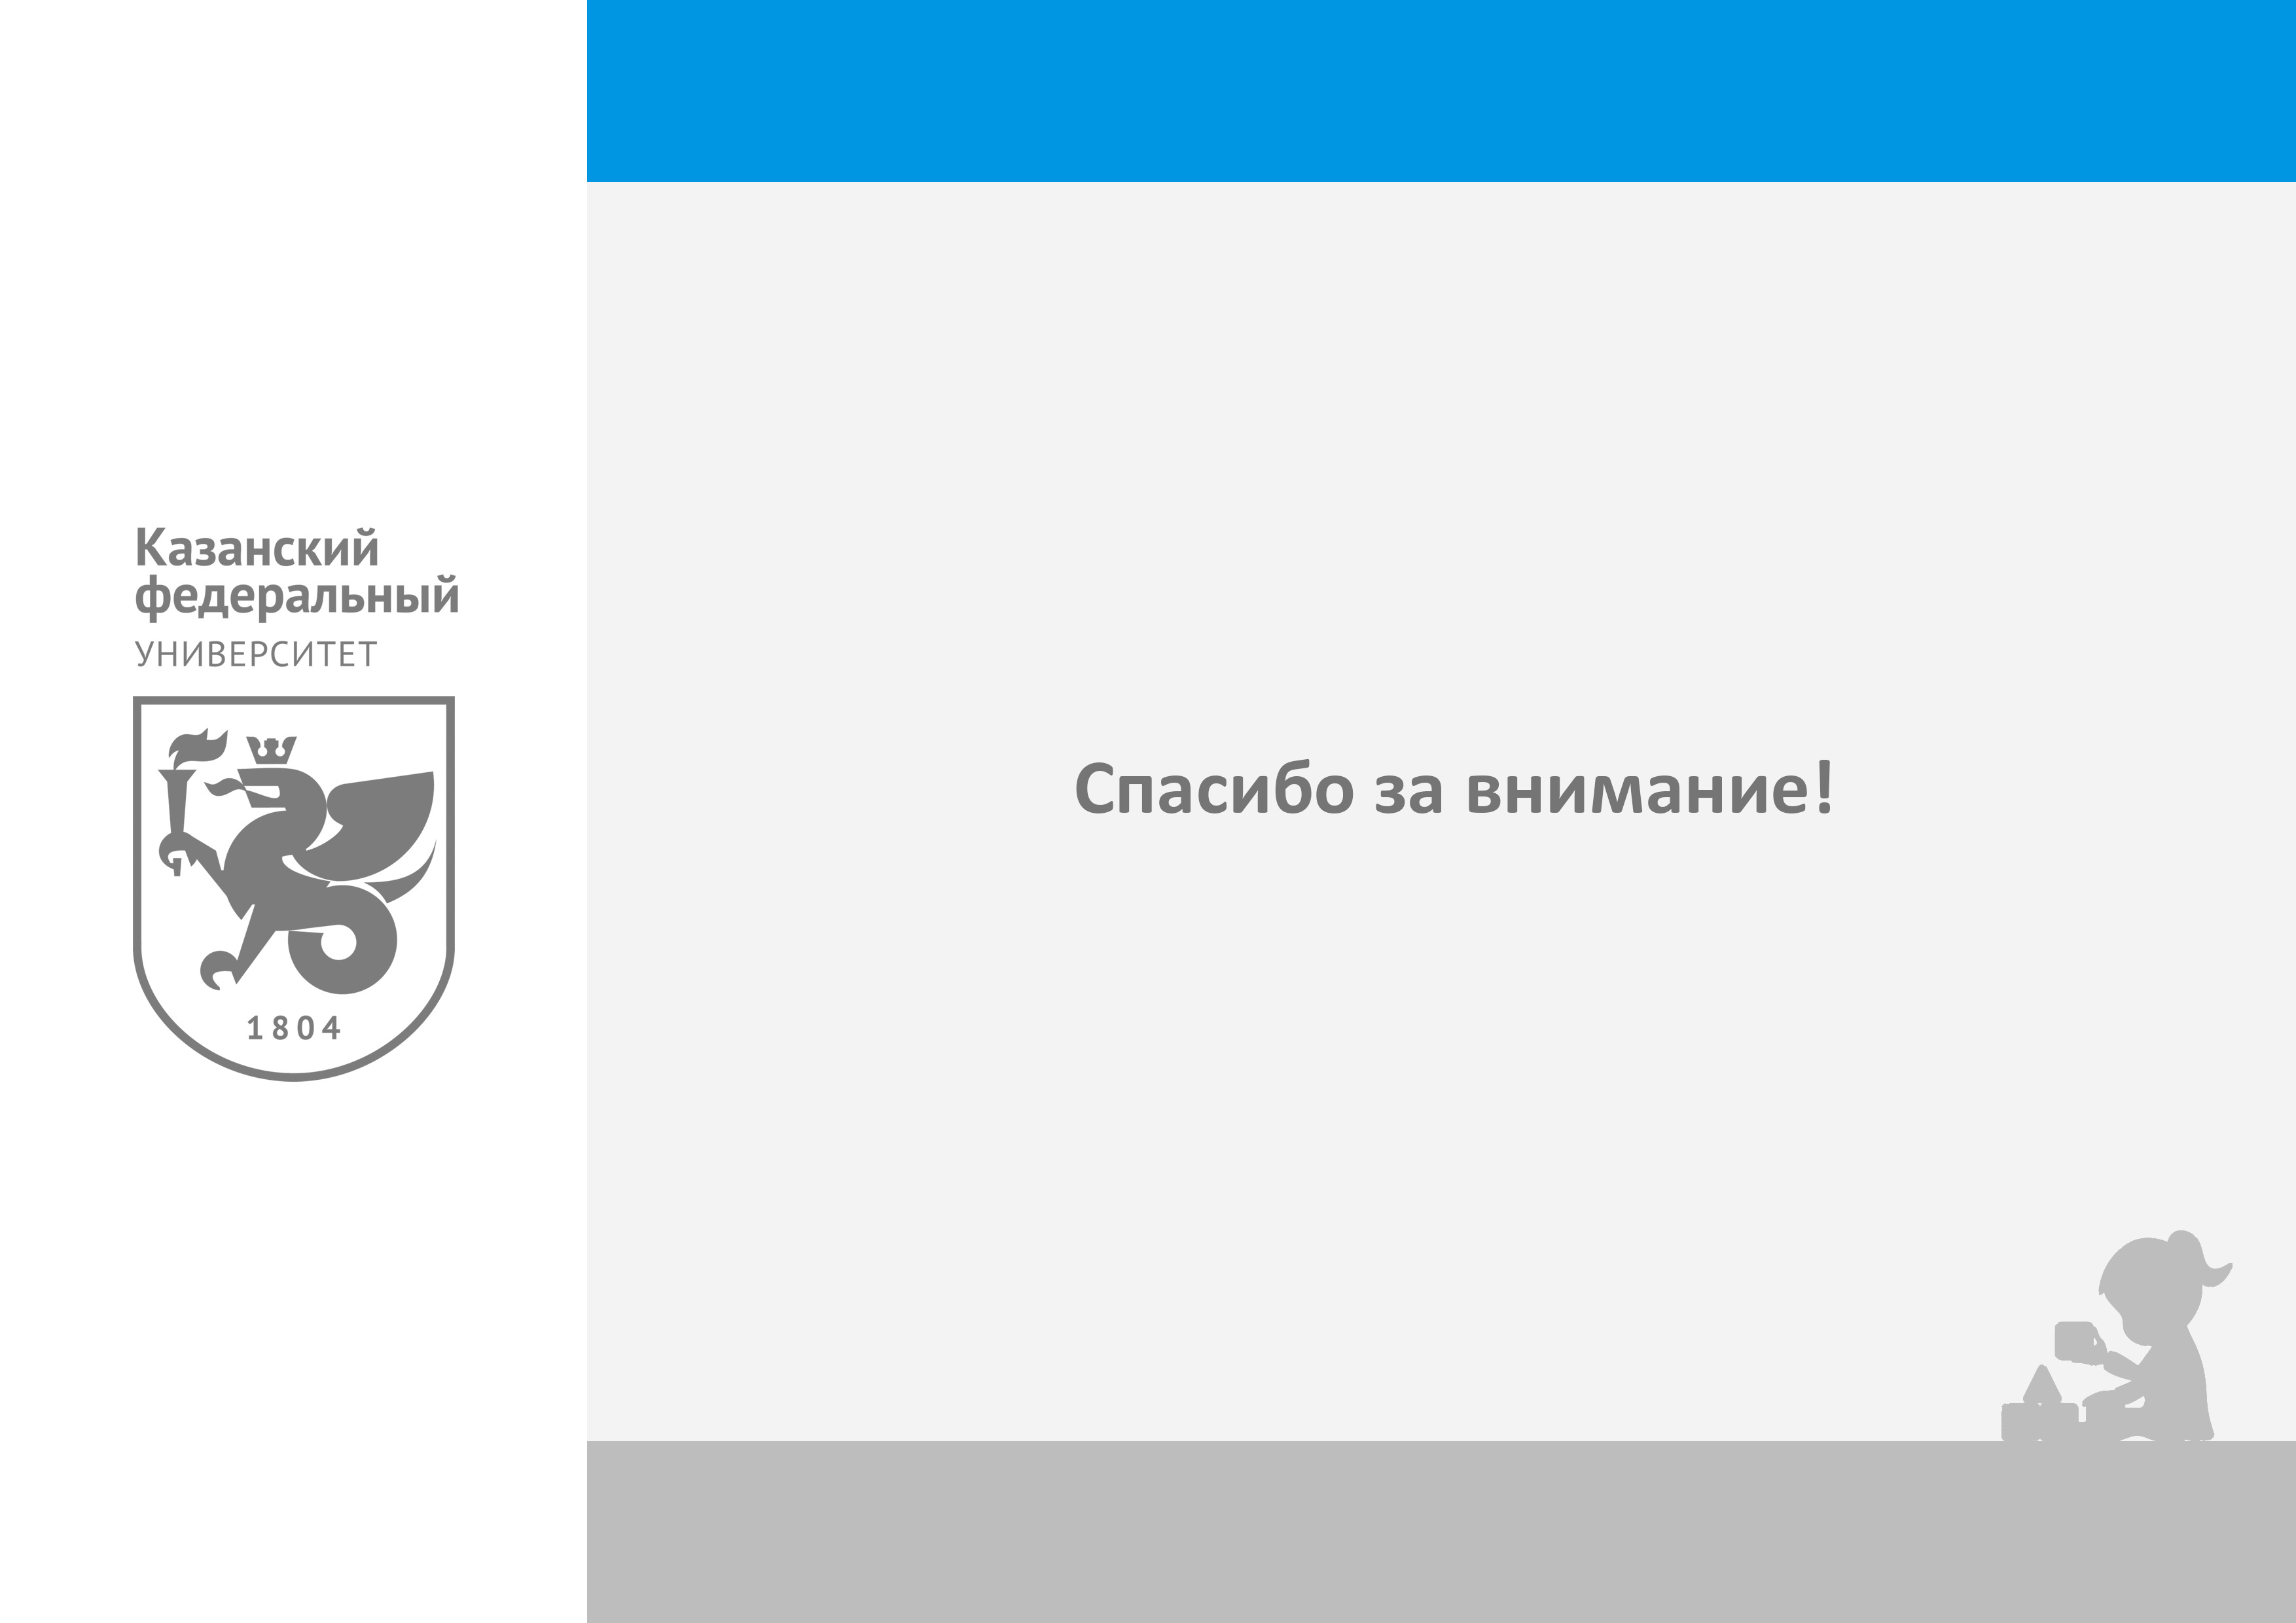 Казанский
федеральный
УНИВЕРСИТЕТ
1804
Спасибо за внимание!